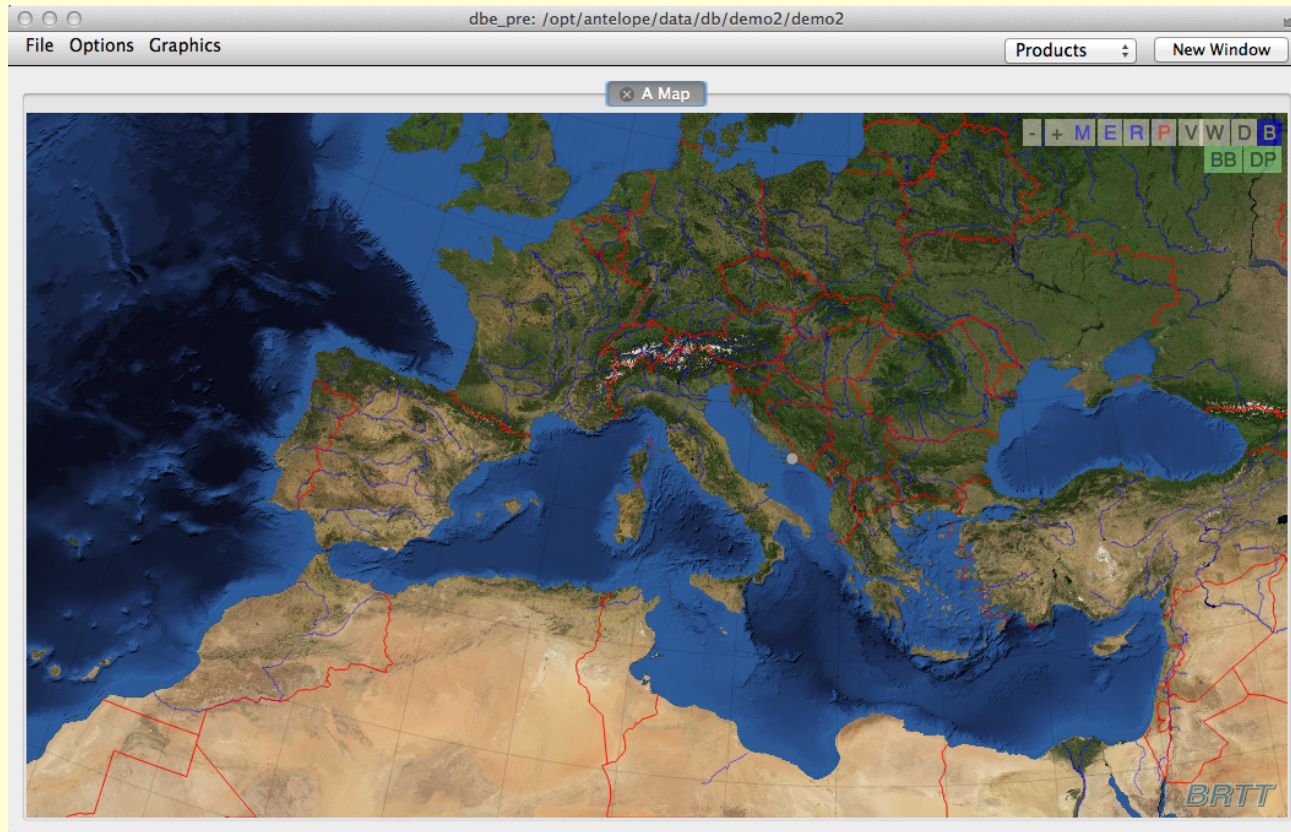 dbe_pre: /opt/antelope/data/db/demo2/demo2
File Options Graphics Products New Window
A Map
- + M E R P V W D B
BB DP
BRTT